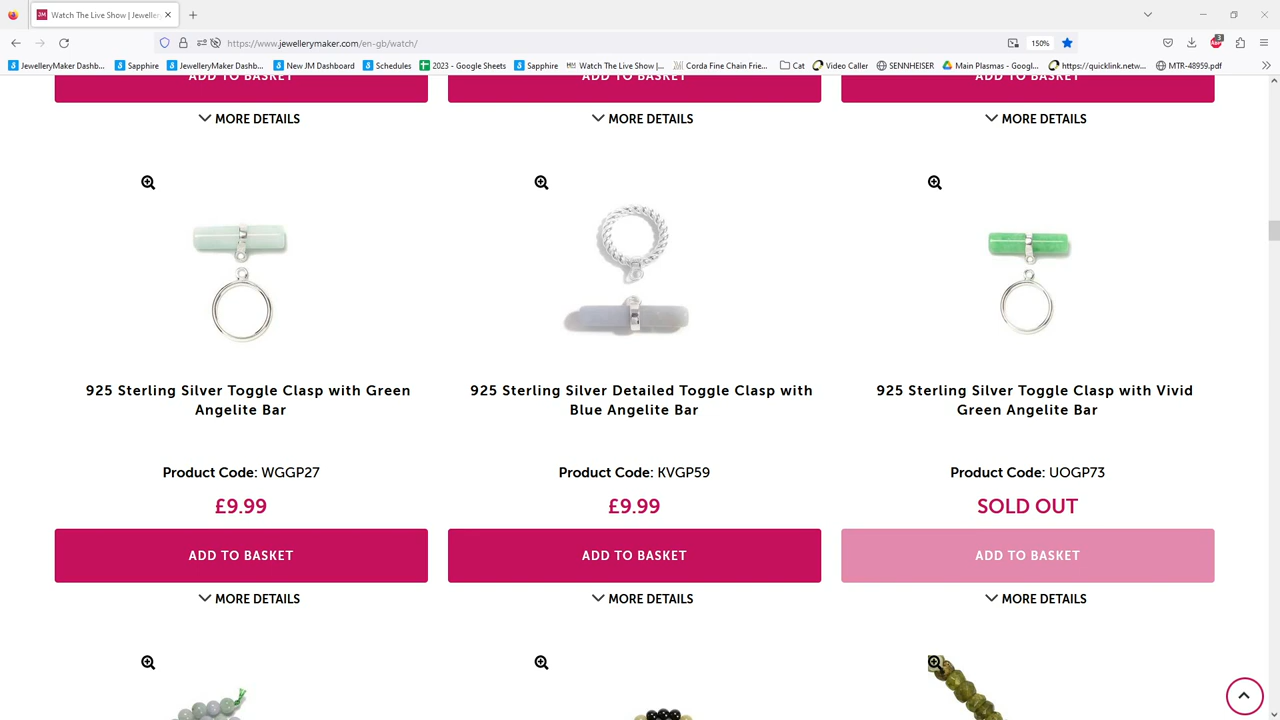 Watch The Live Show | Jeweller
https://www.jewellerymaker.com/en-gb/watch/
150%
3
JewelleryMaker Dashb...
Sapphire
JewelleryMaker Dashb...
New JM Dashboard
Schedules
2023 - Google Sheets
Sapphire
Watch The Live Show |...
Corda Fine Chain Frie...
Cat
Video Caller
SENNHEISER
Main Plasmas - Googl...
https://quicklink.netw...
MTR-48959.pdf
ADD TO BASKET
ADD TO BASKET
ADD TO BASKET
MORE DETAILS
MORE DETAILS
MORE DETAILS
925 Sterling Silver Toggle Clasp with Green
Angelite Bar
Product Code: WGGP27
£9.99
ADD TO BASKET
MORE DETAILS
925 Sterling Silver Detailed Toggle Clasp with
Blue Angelite Bar
Product Code: KVGP59
£9.99
ADD TO BASKET
MORE DETAILS
925 Sterling Silver Toggle Clasp with Vivid
Green Angelite Bar
Product Code: UOGP73
SOLD OUT
ADD TO BASKET
MORE DETAILS